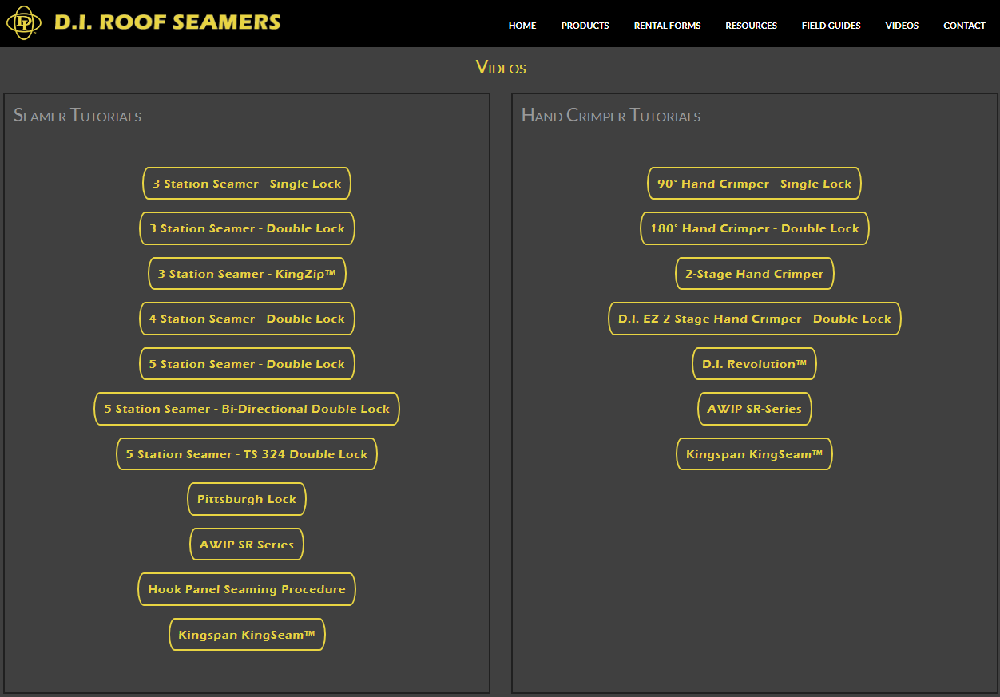 DI D.I. ROOF SEAMERS
HOME PRODUCTS RENTAL FORMS RESOURCES FIELD GUIDES VIDEOS CONTACT
Videos
Seamer Tutorials
3 Station Seamer - Single Lock
3 Station Seamer - Double Lock
3 Station Seamer - KingZip™
4 Station Seamer - Double Lock
5 Station Seamer - Double Lock
5 Station Seamer - Bi-Directional Double Lock
5 Station Seamer - TS 324 Double Lock
Pittsburgh Lock
AWIP SR-Series
Hook Panel Seaming Procedure
Kingspan KingSeam™
Hand Crimper Tutorials
90° Hand Crimper - Single Lock
180° Hand Crimper - Double Lock
2-Stage Hand Crimper
D.I. EZ 2-Stage Hand Crimper - Double Lock
D.I. Revolution™
AWIP SR-Series
Kingspan KingSeam™